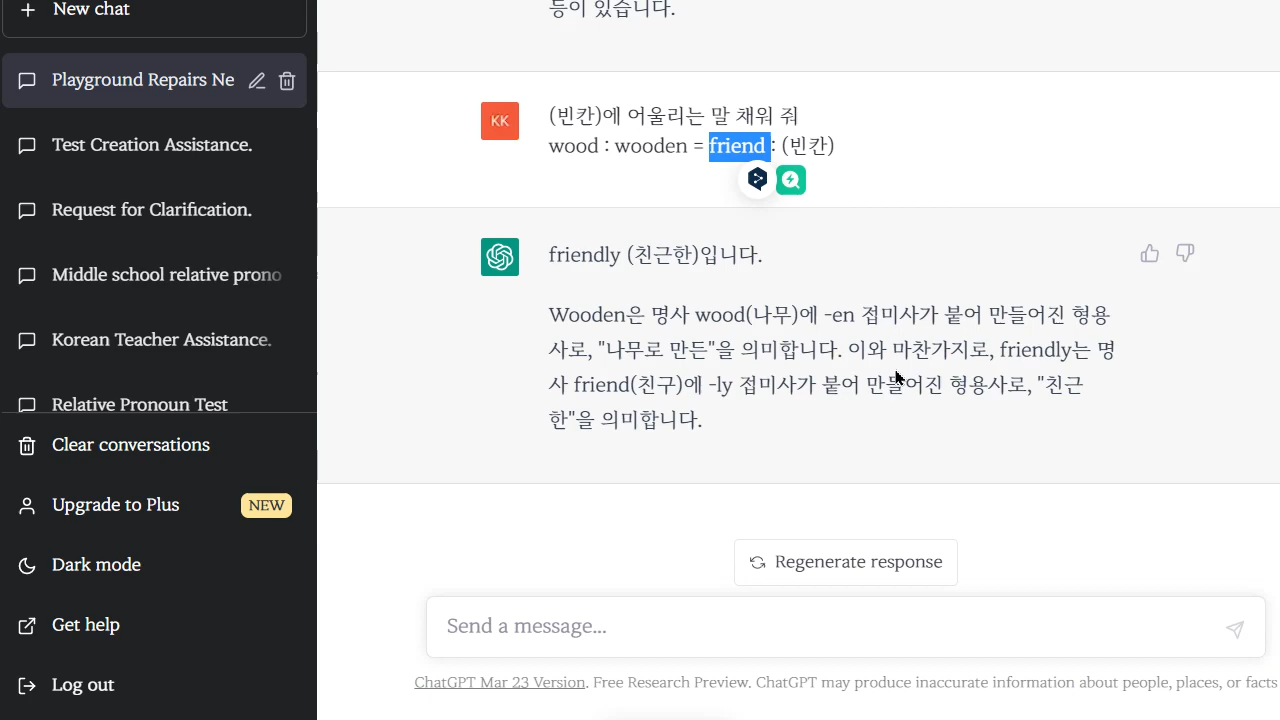 New chat
Playground Repairs Ne
Test Creation Assistance.
Request for Clarification.
Middle school relative prono
Korean Teacher Assistance.
Relative Pronoun Test
Clear conversations
Upgrade to Plus NEW
Dark mode
Get help
Log out
등이 있습니다.
KK
(빈칸)에 어울리는 말 채워 줘
wood : wooden = friend : (빈칸)
friendly (친근한)입니다.
Wooden은 명사 wood(나무)에 -en 접미사가 붙어 만들어진 형용
사로, "나무로 만든"을 의미합니다. 이와 마찬가지로, friendly는 명
사 friend(친구)에 -ly 접미사가 붙어 만들어진 형용사로, "친근
한"을 의미합니다.
Regenerate response
Send a message...
ChatGPT Mar 23 Version. Free Research Preview. ChatGPT may produce inaccurate information about people, places, or facts